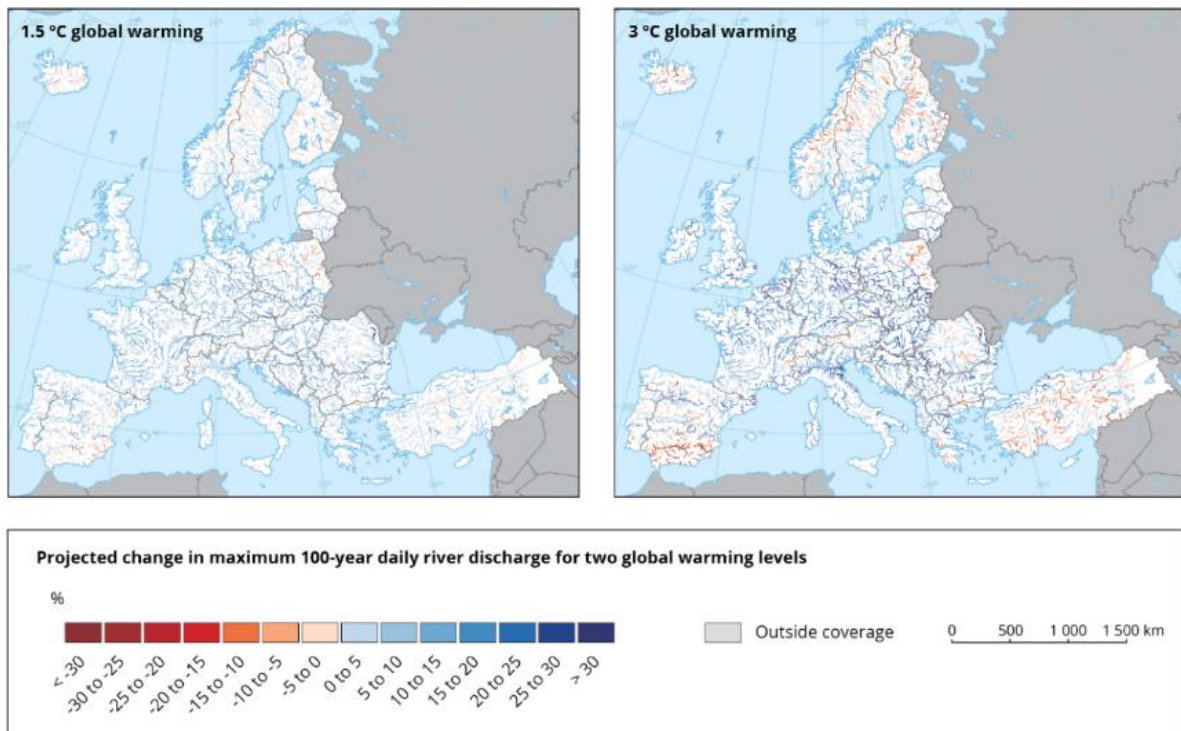 1.5 ºC global warming
3 ºC global warming
Projected change in maximum 100-year daily river discharge for two global warming levels
%
< -30
-30 to -25
-25 to -20
-20 to -15
-15 to -10
-10 to -5
-5 to 0
0 to 5
5 to 10
10 to 15
15 to 20
20 to 25
25 to 30
> 30
Outside coverage
0 500 1 000 1 500 km